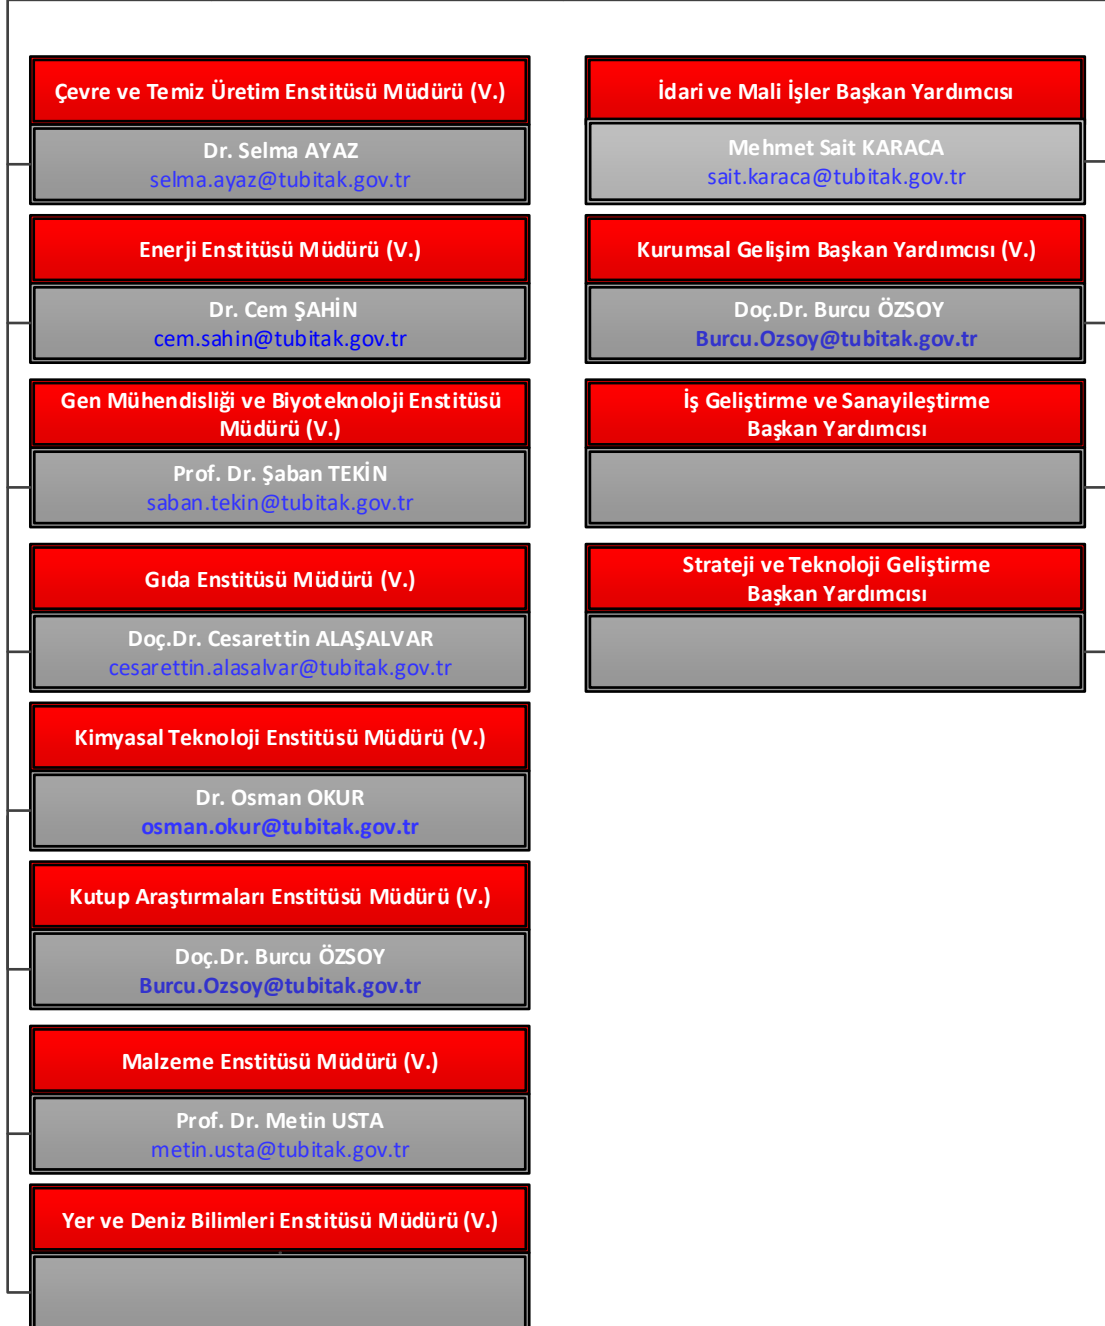 Çevre ve Temiz Üretim Enstitüsü Müdürü (V.)
Dr. Selma AYAZ
selma.ayaz@tubitak.gov.tr
Enerji Enstitüsü Müdürü (V.)
Dr. Cem ŞAHİN
cem.sahin@tubitak.gov.tr
Gen Mühendisliği ve Biyoteknoloji Enstitüsü
Müdürü (V.)
Prof. Dr. Şaban TEKİN
saban.tekin@tubitak.gov.tr
Gıda Enstitüsü Müdürü (V.)
Doç.Dr. Cesarettin ALAŞALVAR
cesarettin.alasalvar@tubitak.gov.tr
Kimyasal Teknoloji Enstitüsü Müdürü (V.)
Dr. Osman OKUR
osman.okur@tubitak.gov.tr
Kutup Araştırmaları Enstitüsü Müdürü (V.)
Doç.Dr. Burcu ÖZSOY
Burcu.Ozsoy@tubitak.gov.tr
Malzeme Enstitüsü Müdürü (V.)
Prof. Dr. Metin USTA
metin.usta@tubitak.gov.tr
Yer ve Deniz Bilimleri Enstitüsü Müdürü (V.)
İdari ve Mali İşler Başkan Yardımcısı
Mehmet Sait KARACA
sait.karaca@tubitak.gov.tr
Kurumsal Gelişim Başkan Yardımcısı (V.)
Doç.Dr. Burcu ÖZSOY
Burcu.Ozsoy@tubitak.gov.tr
İş Geliştirme ve Sanayileştirme
Başkan Yardımcısı
Strateji ve Teknoloji Geliştirme
Başkan Yardımcısı